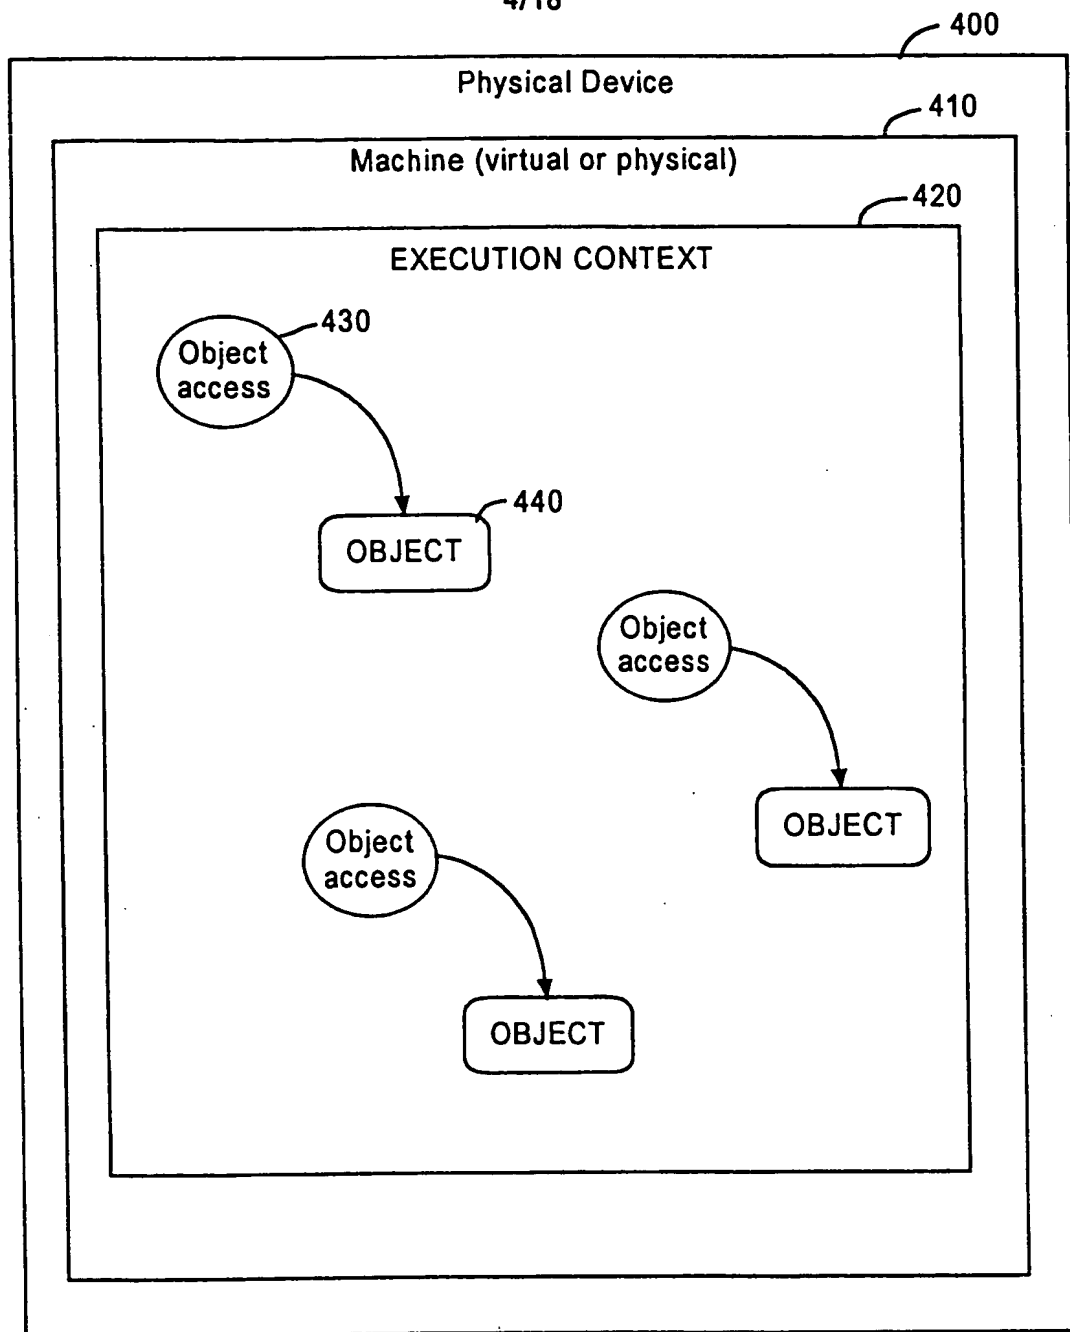 400
Physical Device
410
Machine (virtual or physical)
420
EXECUTION CONTEXT
430
Object
access
440
OBJECT
Object
access
OBJECT
Object
access
OBJECT